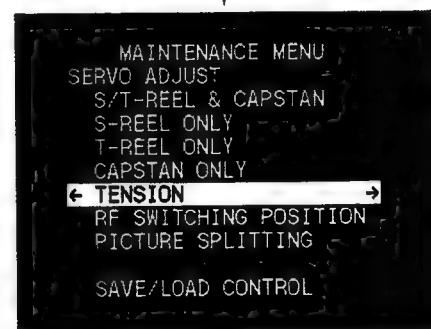 MAINTENANCE MENU
SERVO ADJUST
S/T-REEL & CAPSTAN
S-REEL ONLY
T-REEL ONLY
CAPSTAN ONLY
← TENSION →
RF SWITCHING POSITION
PICTURE SPLITTING
SAVE/LOAD CONTROL